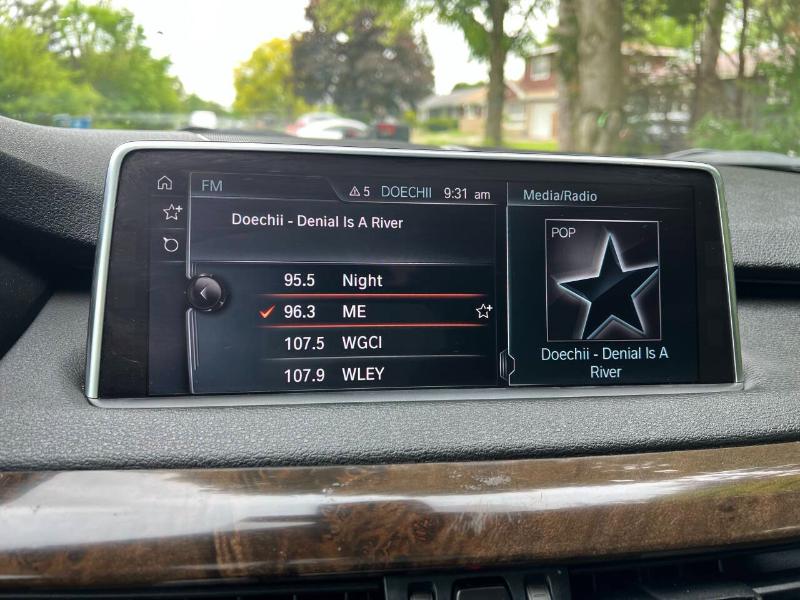 FM
5 DOECHII 9:31 am
Doechii - Denial Is A River
95.5 Night
96.3 ME
107.5 WGCI
107.9 WLEY
Media/Radio
POP
Doechii - Denial Is A
River